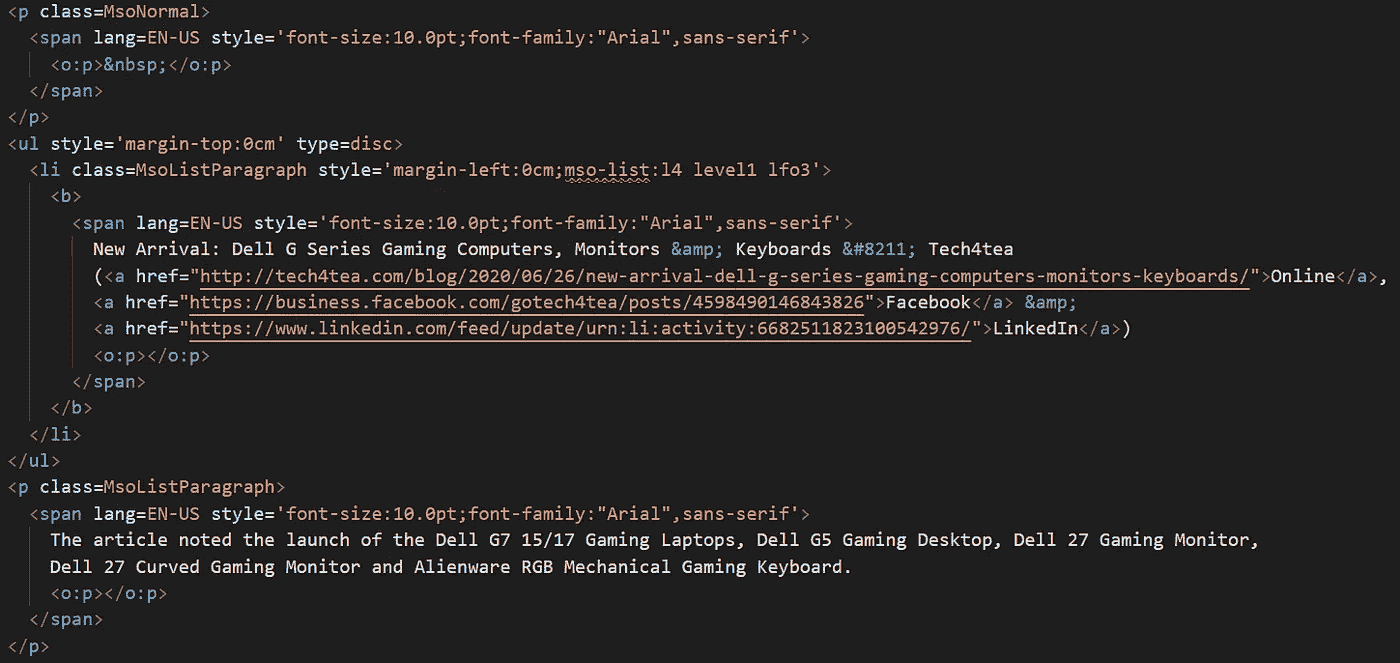 <p class=MsoNormal>
<span lang=EN-US style='font-size:10.0pt;font-family:"Arial",sans-serif'>
<o:p>&nbsp;</o:p>
</span>
</p>
<ul style='margin-top:0cm' type=disc>
<li class=MsoListParagraph style='margin-left:0cm;mso-list:l4 level1 lfo3'>
<b>
<span lang=EN-US style='font-size:10.0pt;font-family:"Arial",sans-serif'>
New Arrival: Dell G Series Gaming Computers, Monitors &amp; Keyboards &#8211; Tech4tea
(<a href="http://tech4tea.com/blog/2020/06/26/new-arrival-dell-g-series-gaming-computers-monitors-keyboards/">Online</a>,
<a href="https://business.facebook.com/gotech4tea/posts/4598490146843826">Facebook</a> &amp;
<a href="https://www.linkedin.com/feed/update/urn:li:activity:6682511823100542976/">LinkedIn</a>)
<o:p></o:p>
</span>
</b>
</li>
</ul>
<p class=MsoListParagraph>
<span lang=EN-US style='font-size:10.0pt;font-family:"Arial",sans-serif'>
The article noted the launch of the Dell G7 15/17 Gaming Laptops, Dell G5 Gaming Desktop, Dell 27 Gaming Monitor,
Dell 27 Curved Gaming Monitor and Alienware RGB Mechanical Gaming Keyboard.
<o:p></o:p>
</span>
</p>